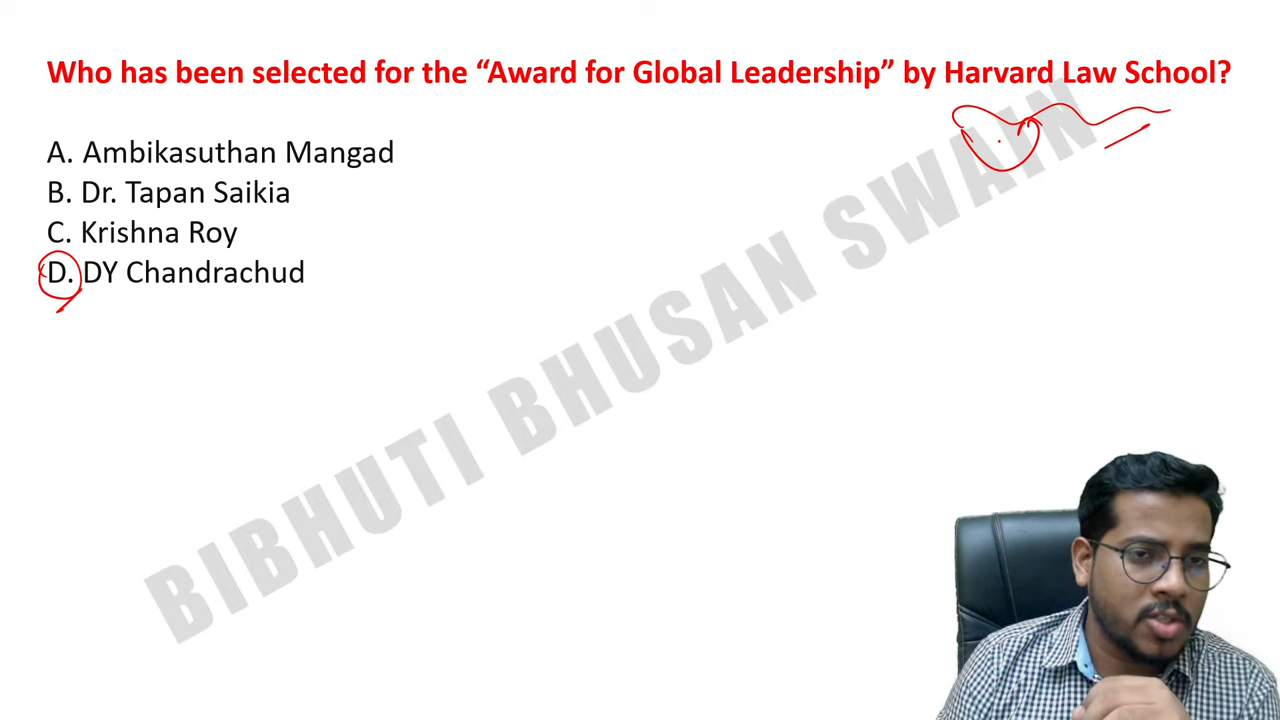 Who has been selected for the “Award for Global Leadership” by Harvard Law School?
A. Ambikasuthan Mangad
B. Dr. Tapan Saikia
C. Krishna Roy
D. DY Chandrachud
BIBHUTI BHUSAN SWAIN